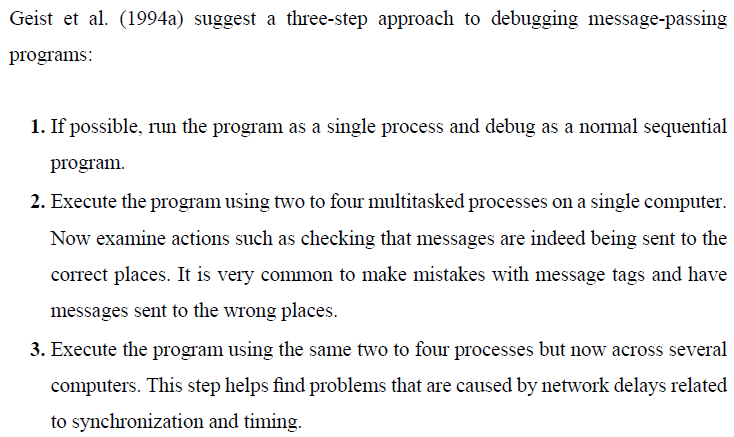 Geist et al. (1994a) suggest a three-step approach to debugging message-passing
programs:
1. If possible, run the program as a single process and debug as a normal sequential
program.
2. Execute the program using two to four multitasked processes on a single computer.
Now examine actions such as checking that messages are indeed being sent to the
correct places. It is very common to make mistakes with message tags and have
messages sent to the wrong places.
3. Execute the program using the same two to four processes but now across several
computers. This step helps find problems that are caused by network delays related
to synchronization and timing.